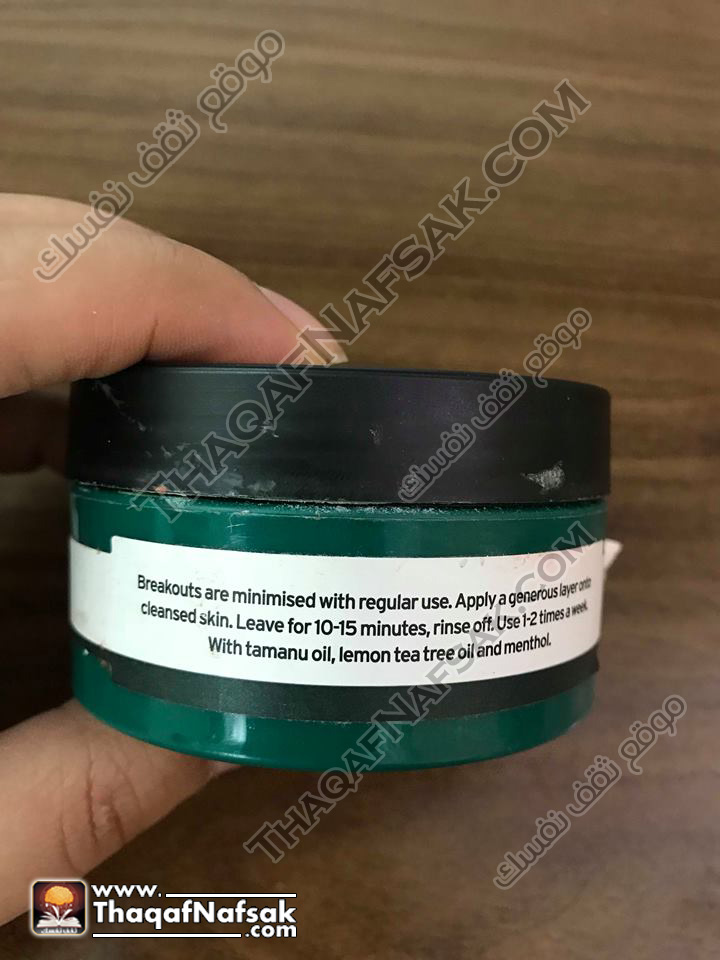 موقع ثقف نفسك
THAQAFNAFSAK.COM
موقع ثقف نفسك
Breakouts are minimised with regular use. Apply a generous layer onto
cleansed skin. Leave for 10-15 minutes, rinse off. Use 1-2 times a week.
With tamanu oil, lemon tea tree oil and menthol.
THAQAFNAFSAK.COM
موقع ثقف نفسك
www.
ThaqafNafsak
.com
ثقف نفسك